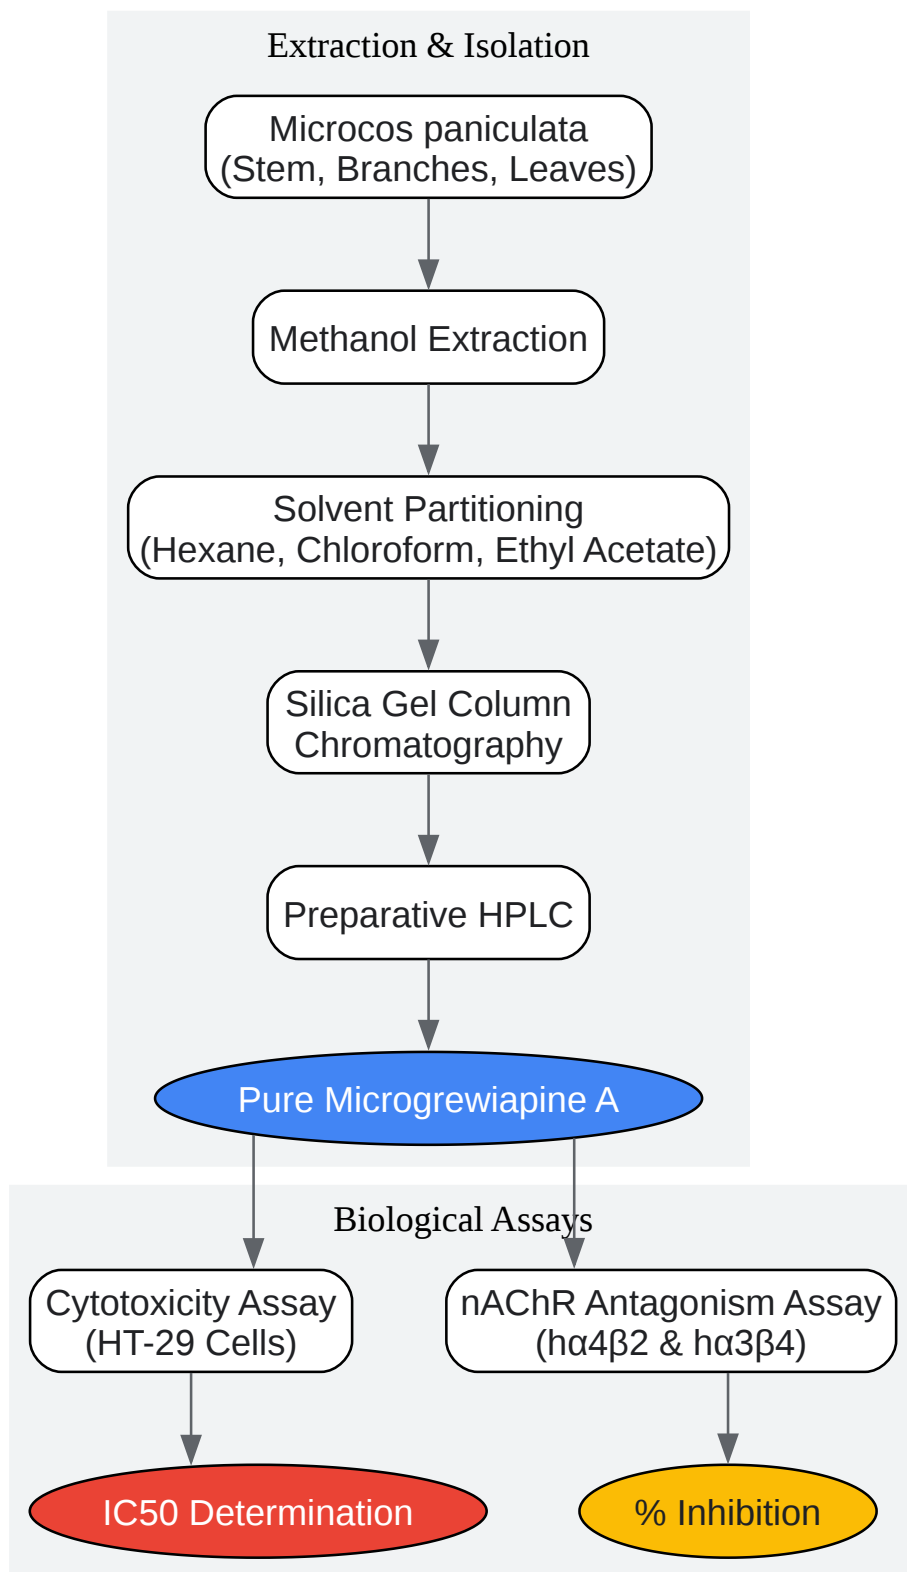 Extraction & Isolation
Microcos paniculata
(Stem, Branches, Leaves)
Methanol Extraction
Solvent Partitioning
(Hexane, Chloroform, Ethyl Acetate)
Silica Gel Column
Chromatography
Preparative HPLC
Pure Microgrewiapine A
Biological Assays
Cytotoxicity Assay
(HT-29 Cells)
nAChR Antagonism Assay
(hα4β2 & hα3β4)
IC50 Determination
% Inhibition